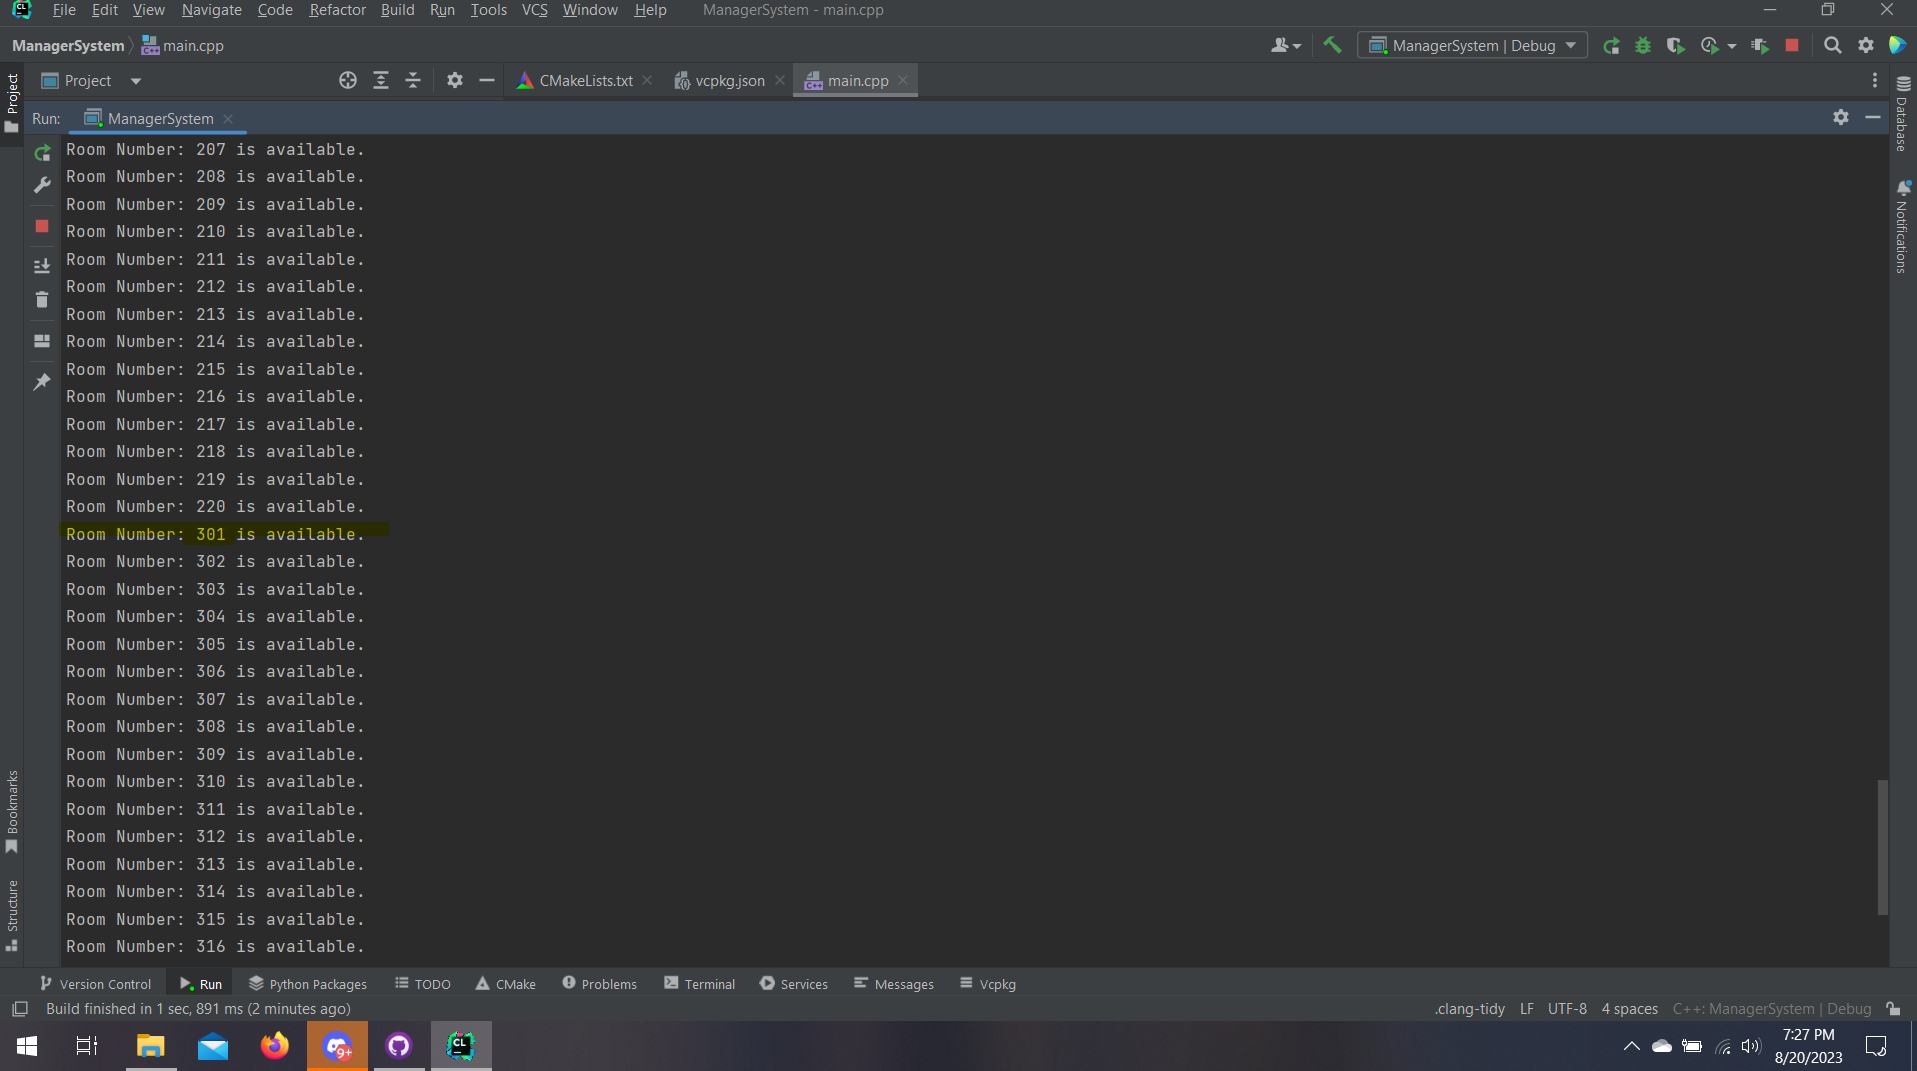 CL File Edit View Navigate Code Refactor Build Run Tools VCS Window Help ManagerSystem - main.cpp
ManagerSystem main.cpp ManagerSystem | Debug
Project Project CMakeLists.txt vcpkg.json main.cpp
Run: ManagerSystem
Database
Notifications
Room Number: 207 is available.
Room Number: 208 is available.
Room Number: 209 is available.
Room Number: 210 is available.
Room Number: 211 is available.
Room Number: 212 is available.
Room Number: 213 is available.
Room Number: 214 is available.
Room Number: 215 is available.
Room Number: 216 is available.
Room Number: 217 is available.
Room Number: 218 is available.
Room Number: 219 is available.
Room Number: 220 is available.
Room Number: 301 is available.
Room Number: 302 is available.
Room Number: 303 is available.
Room Number: 304 is available.
Room Number: 305 is available.
Room Number: 306 is available.
Room Number: 307 is available.
Room Number: 308 is available.
Room Number: 309 is available.
Room Number: 310 is available.
Room Number: 311 is available.
Room Number: 312 is available.
Room Number: 313 is available.
Room Number: 314 is available.
Room Number: 315 is available.
Room Number: 316 is available.
Bookmarks
Structure
Version Control Run Python Packages TODO CMake Problems Terminal Services Messages Vcpkg
Build finished in 1 sec, 891 ms (2 minutes ago) .clang-tidy LF UTF-8 4 spaces C++: ManagerSystem | Debug
9+ CL 7:27 PM
8/20/2023